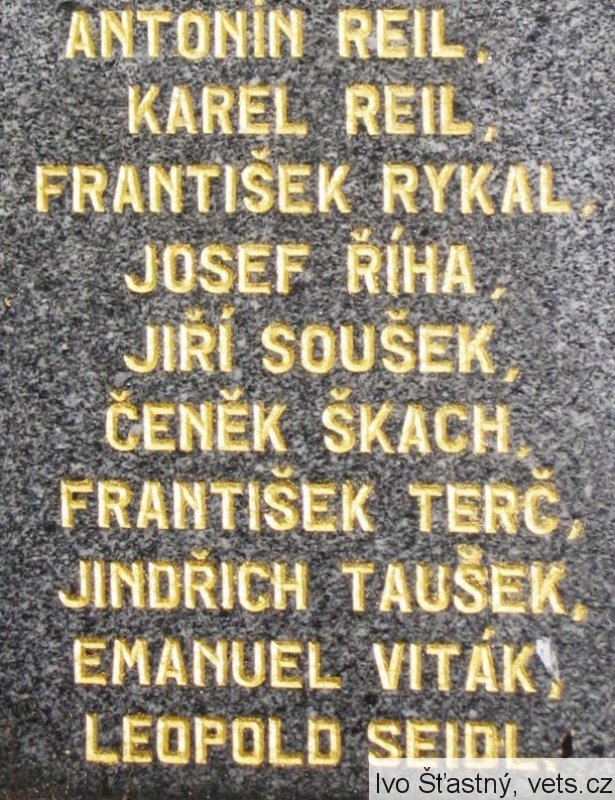 ANTONÍN REIL,
KAREL REIL,
FRANTIŠEK RYKAL,
JOSEF ŘÍHA,
JIŘÍ SOUŠEK,
ČENĚK ŠKACH,
FRANTIŠEK TERČ,
JINDŘICH TAUŠEK,
EMANUEL VITÁK,
LEOPOLD SEIDL,
Ivo Šťastný, vets.cz